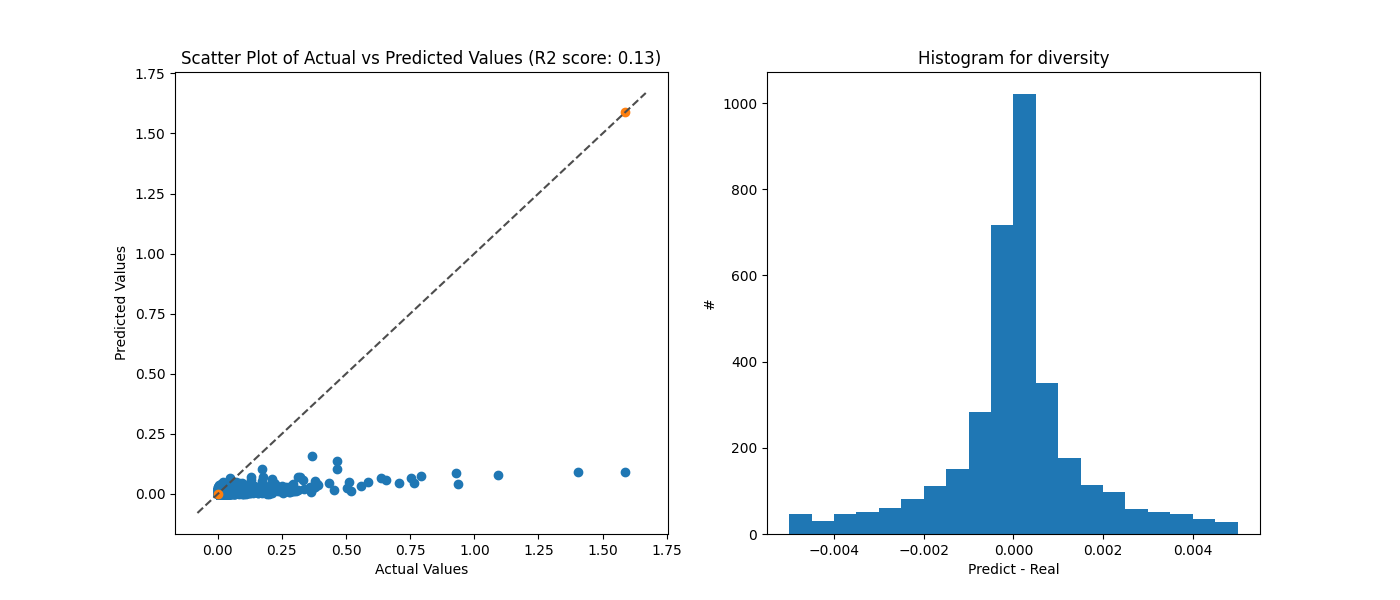 Scatter Plot of Actual vs Predicted Values (R2 score: 0.13)
1.75
1.50
1.25
1.00
0.75
0.50
0.25
0.00
Predicted Values
0.00 0.25 0.50 0.75 1.00 1.25 1.50 1.75
Actual Values
Histogram for diversity
1000
800
600
400
200
0
#
−0.004 −0.002 0.000 0.002 0.004
Predict - Real